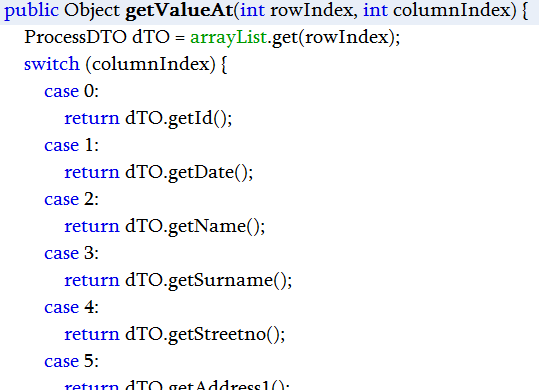 public Object getValueAt(int rowIndex, int columnIndex) {
ProcessDTO dTO = arrayList.get(rowIndex);
switch (columnIndex) {
case 0:
return dTO.getId();
case 1:
return dTO.getDate();
case 2:
return dTO.getName();
case 3:
return dTO.getSurname();
case 4:
return dTO.getStreetno();
case 5:
return dTO.getAddress1();